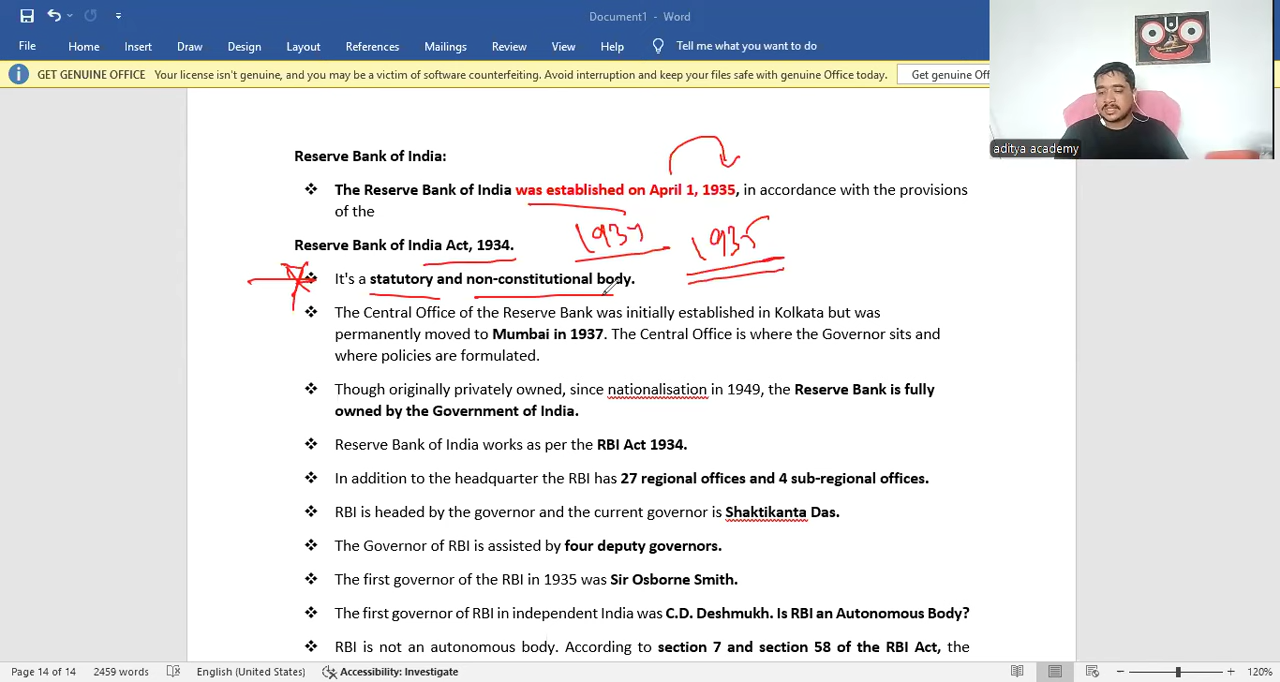 Document1 - Word
File Home Insert Draw Design Layout References Mailings Review View Help Tell me what you want to do
GET GENUINE OFFICE Your license isn't genuine, and you may be a victim of software counterfeiting. Avoid interruption and keep your files safe with genuine Office today. Get genuine Off
aditya academy
Reserve Bank of India:
❖ The Reserve Bank of India was established on April 1, 1935, in accordance with the provisions
of the
1934 1935
Reserve Bank of India Act, 1934.
❖ It's a statutory and non-constitutional body.
❖ The Central Office of the Reserve Bank was initially established in Kolkata but was
permanently moved to Mumbai in 1937. The Central Office is where the Governor sits and
where policies are formulated.
❖ Though originally privately owned, since nationalisation in 1949, the Reserve Bank is fully
owned by the Government of India.
❖ Reserve Bank of India works as per the RBI Act 1934.
❖ In addition to the headquarter the RBI has 27 regional offices and 4 sub-regional offices.
❖ RBI is headed by the governor and the current governor is Shaktikanta Das.
❖ The Governor of RBI is assisted by four deputy governors.
❖ The first governor of the RBI in 1935 was Sir Osborne Smith.
❖ The first governor of RBI in independent India was C.D. Deshmukh. Is RBI an Autonomous Body?
❖ RBI is not an autonomous body. According to section 7 and section 58 of the RBI Act, the
Page 14 of 14 2459 words English (United States) Accessibility: Investigate 120%